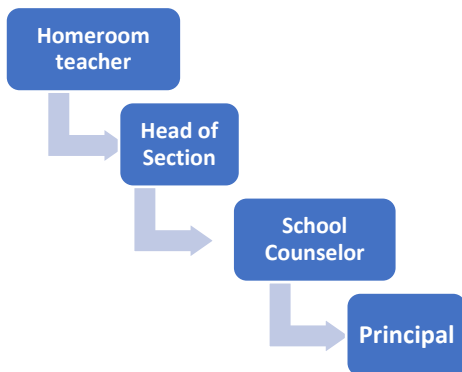 Homeroom
teacher
Head of
Section
School
Counselor
Principal